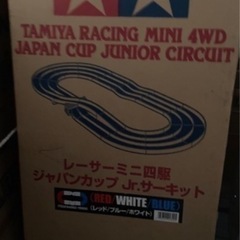 TAMIYA RACING MINI 4WD
JAPAN CUP JUNIOR CIRCUIT
レーサーミニ四駆
ジャパンカップ Jr.サーキット
(RED/WHITE/BLUE)
(レッド/ブルー/ホワイト)